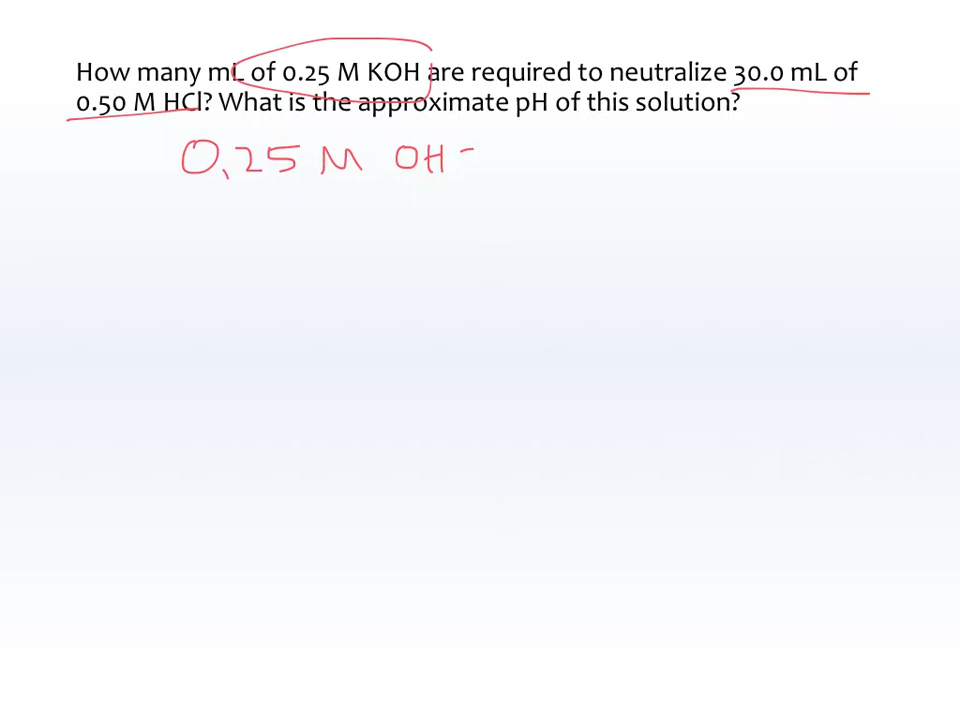 How many mL of 0.25 M KOH are required to neutralize 30.0 mL of
0.50 M HCl? What is the approximate pH of this solution?
0.25 M OH-